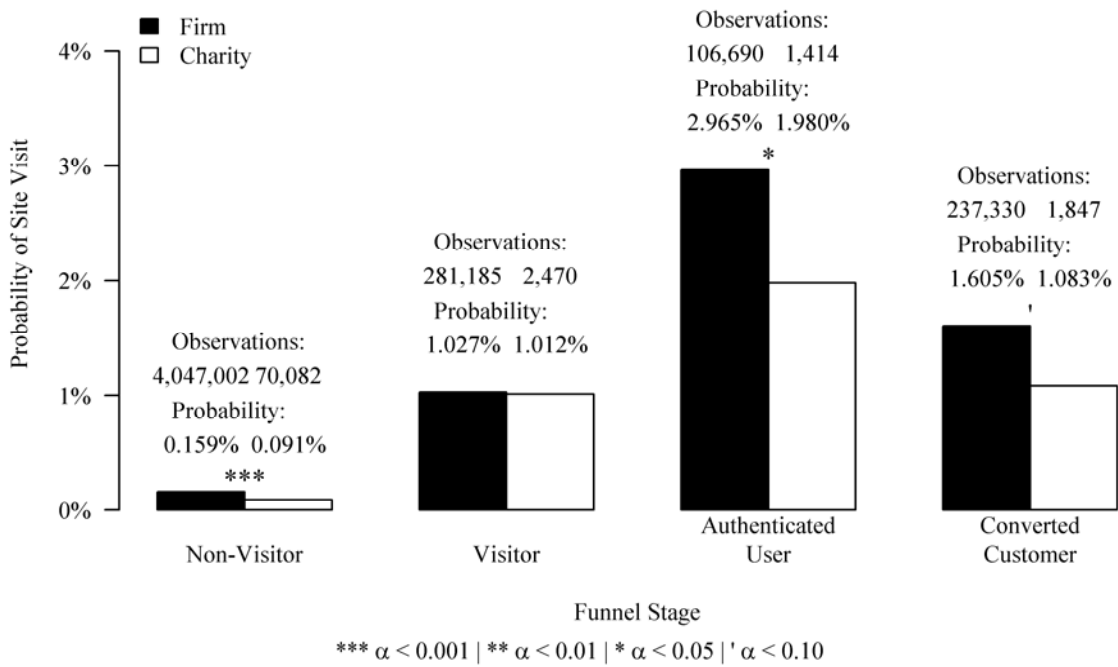 Firm
Charity
Probability of Site Visit
4%
3%
2%
1%
0%
Observations:
4,047,002 70,082
Probability:
0.159% 0.091%
***
Non-Visitor
Observations:
281,185 2,470
Probability:
1.027% 1.012%
Visitor
Observations:
106,690 1,414
Probability:
2.965% 1.980%
*
Authenticated
User
Observations:
237,330 1,847
Probability:
1.605% 1.083%
'
Converted
Customer
Funnel Stage
*** α < 0.001 | ** α < 0.01 | * α < 0.05 | ' α < 0.10